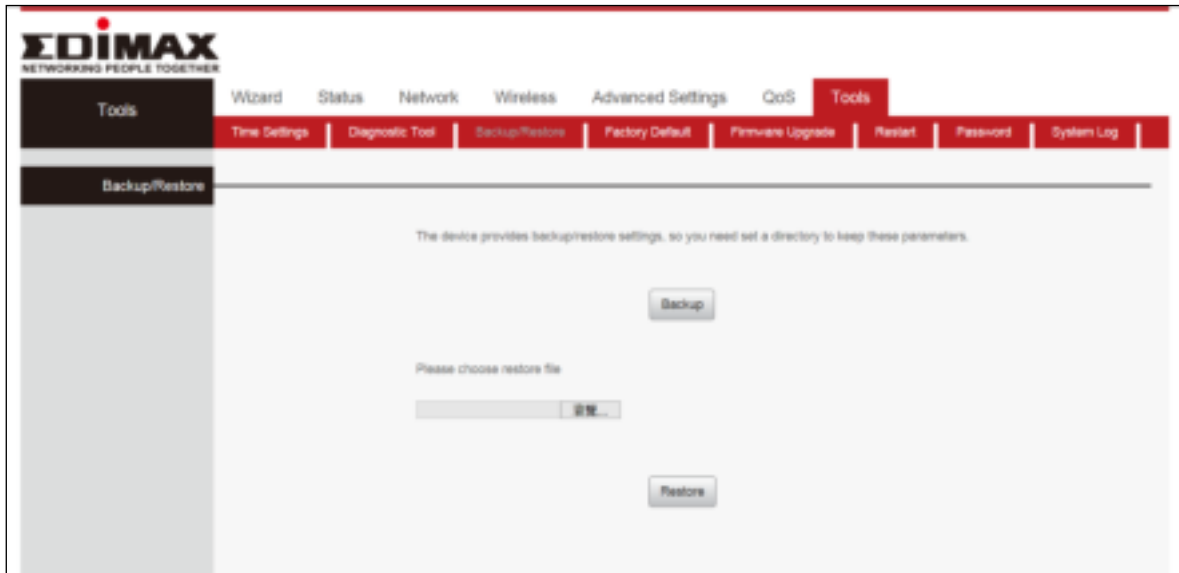 EDIMAX
NETWORKING PEOPLE TOGETHER
Tools
Wizard Status Network Wireless Advanced Settings QoS Tools
Time Settings Diagnostic Tool Backup/Restore Factory Default Firmware Upgrade Restart Password System Log
Backup/Restore
The device provides backup/restore settings, so you need set a directory to keep these parameters.
Backup
Please choose restore file
Restore